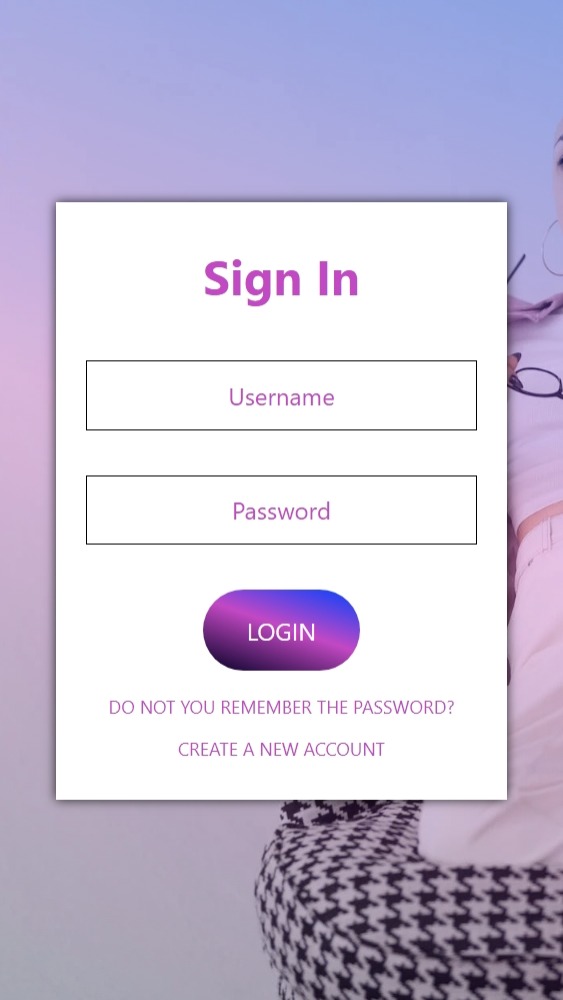 Sign In
Username
Password
LOGIN
DO NOT YOU REMEMBER THE PASSWORD?
CREATE A NEW ACCOUNT